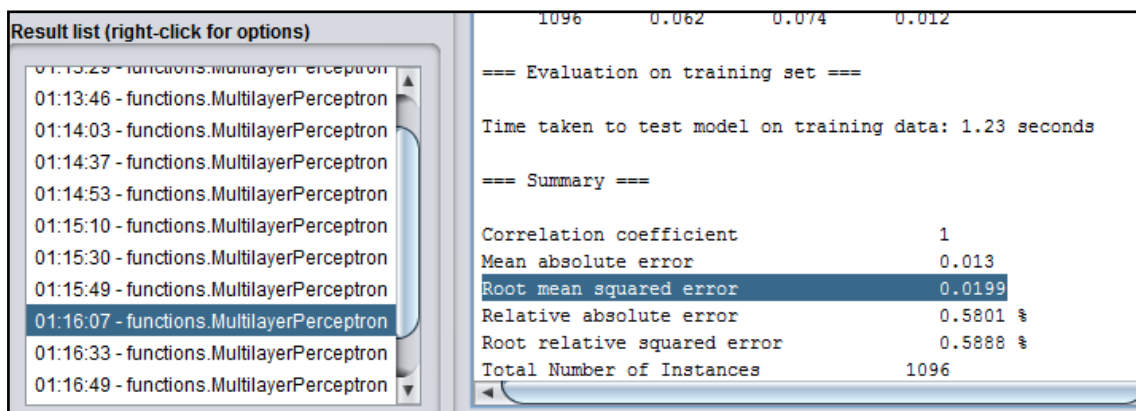 Result list (right-click for options)
01:13:29 - functions.MultilayerPerceptron
01:13:46 - functions.MultilayerPerceptron
01:14:03 - functions.MultilayerPerceptron
01:14:37 - functions.MultilayerPerceptron
01:14:53 - functions.MultilayerPerceptron
01:15:10 - functions.MultilayerPerceptron
01:15:30 - functions.MultilayerPerceptron
01:15:49 - functions.MultilayerPerceptron
01:16:07 - functions.MultilayerPerceptron
01:16:33 - functions.MultilayerPerceptron
01:16:49 - functions.MultilayerPerceptron
1096 0.062 0.074 0.012
=== Evaluation on training set ===
Time taken to test model on training data: 1.23 seconds
=== Summary ===
Correlation coefficient 1
Mean absolute error 0.013
Root mean squared error 0.0199
Relative absolute error 0.5801 %
Root relative squared error 0.5888 %
Total Number of Instances 1096